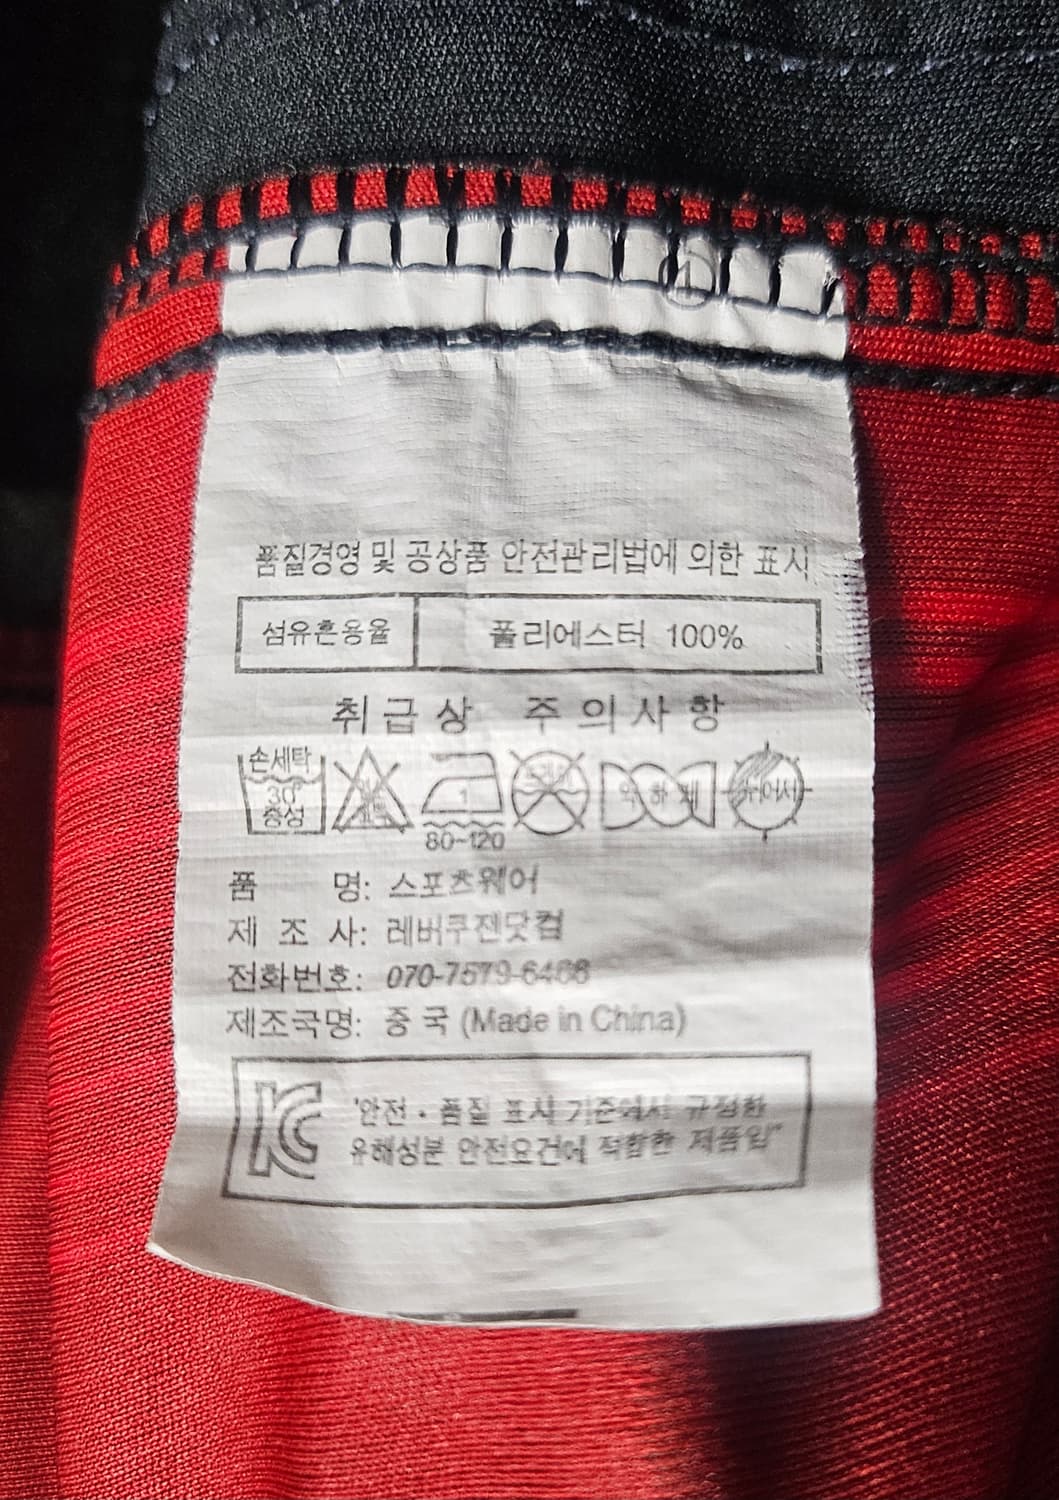 품질경영 및 공상품 안전관리법에 의한 표시
섬유혼용율 폴리에스터 100%
취급상 주의사항
손세탁
30°
중성
1
약하게
80~120
품 명: 스포츠웨어
제 조 사: 레버쿠젠닷컴
전화번호: 070-7579-6466
제조국명: 중국 (Made in China)
"안전·품질 표시 기준에서 규정한
유해성분 안전요건에 적합한 제품임"